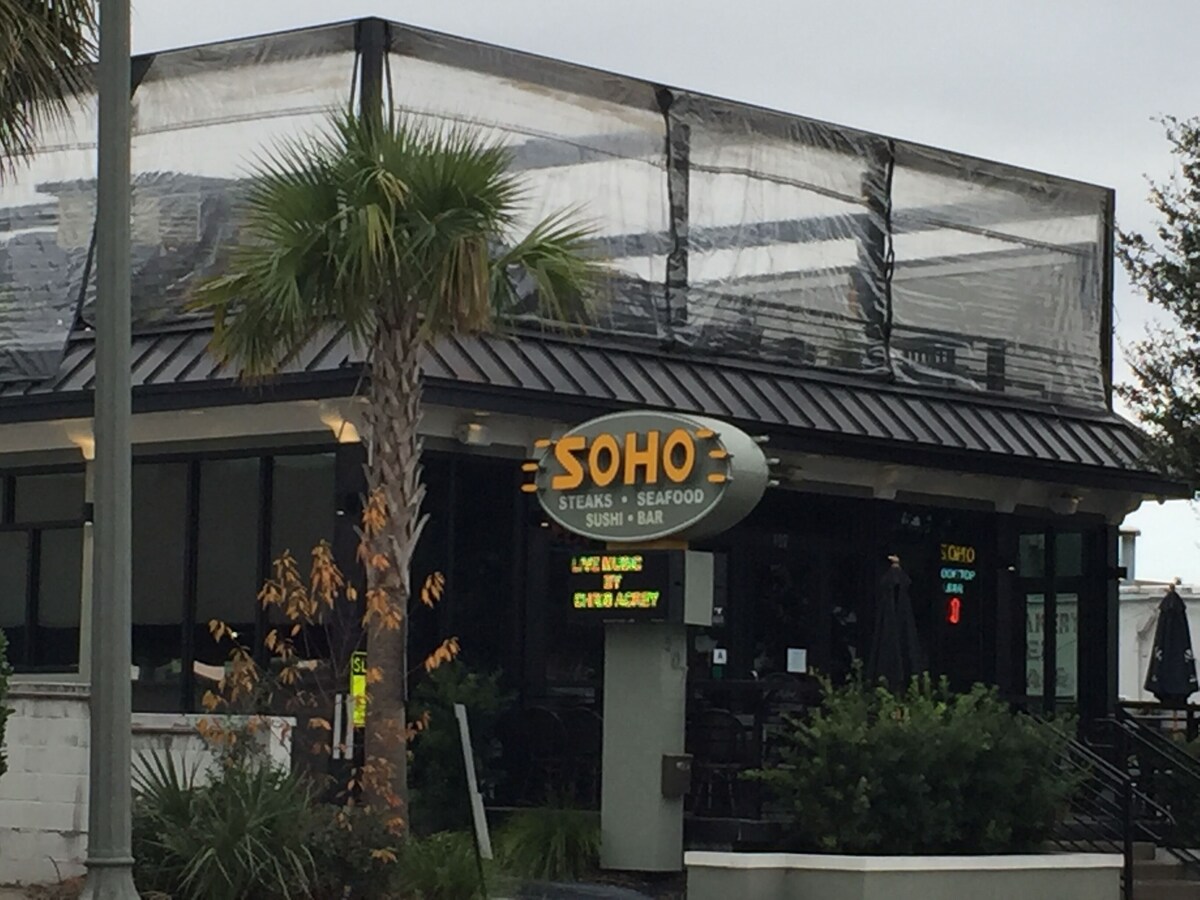 SOHO
STEAKS • SEAFOOD
SUSHI • BAR
LIVE MUSIC
BY
SOHO
ROOFTOP
BAR
A